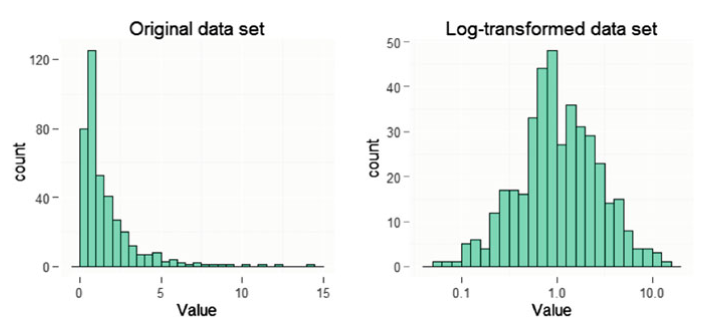 Original data set
120
80
40
0
count
0 5 10 15
Value
Log-transformed data set
50
40
30
20
10
0
count
0.1 1.0 10.0
Value